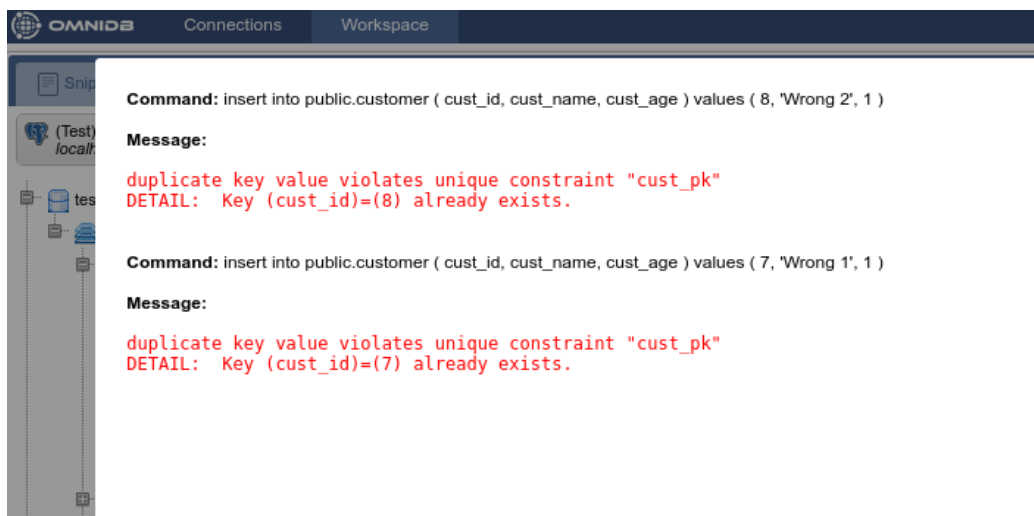 OMNIDB Connections Workspace
Snip
(Test)
localh
tes
Command: insert into public.customer ( cust_id, cust_name, cust_age ) values ( 8, 'Wrong 2', 1 )
Message:
duplicate key value violates unique constraint "cust_pk"
DETAIL:  Key (cust_id)=(8) already exists.
Command: insert into public.customer ( cust_id, cust_name, cust_age ) values ( 7, 'Wrong 1', 1 )
Message:
duplicate key value violates unique constraint "cust_pk"
DETAIL:  Key (cust_id)=(7) already exists.